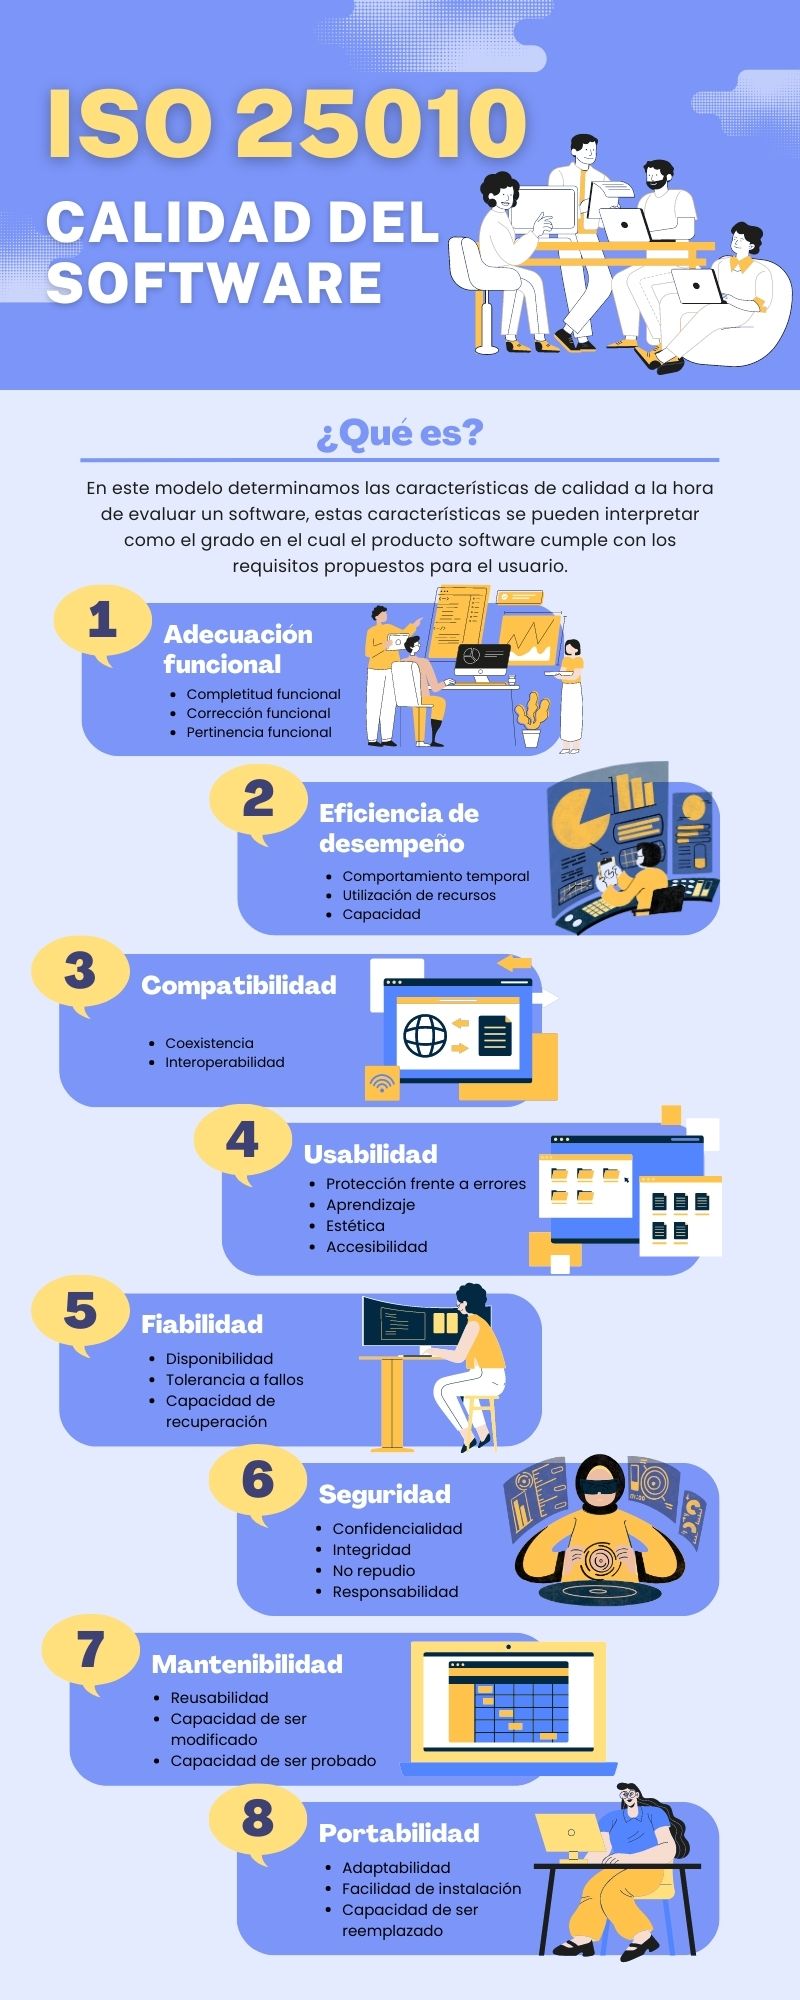 ISO 25010
CALIDAD DEL
SOFTWARE
¿Qué es?
En este modelo determinamos las características de calidad a la hora
de evaluar un software, estas características se pueden interpretar
como el grado en el cual el producto software cumple con los
requisitos propuestos para el usuario.
1
Adecuación
funcional
• Completitud funcional
• Corrección funcional
• Pertinencia funcional
2
Eficiencia de
desempeño
• Comportamiento temporal
• Utilización de recursos
• Capacidad
3
Compatibilidad
• Coexistencia
• Interoperabilidad
4
Usabilidad
• Protección frente a errores
• Aprendizaje
• Estética
• Accesibilidad
5
Fiabilidad
• Disponibilidad
• Tolerancia a fallos
• Capacidad de
recuperación
6
Seguridad
• Confidencialidad
• Integridad
• No repudio
• Responsabilidad
7
Mantenibilidad
• Reusabilidad
• Capacidad de ser
modificado
• Capacidad de ser probado
8
Portabilidad
• Adaptabilidad
• Facilidad de instalación
• Capacidad de ser
reemplazado